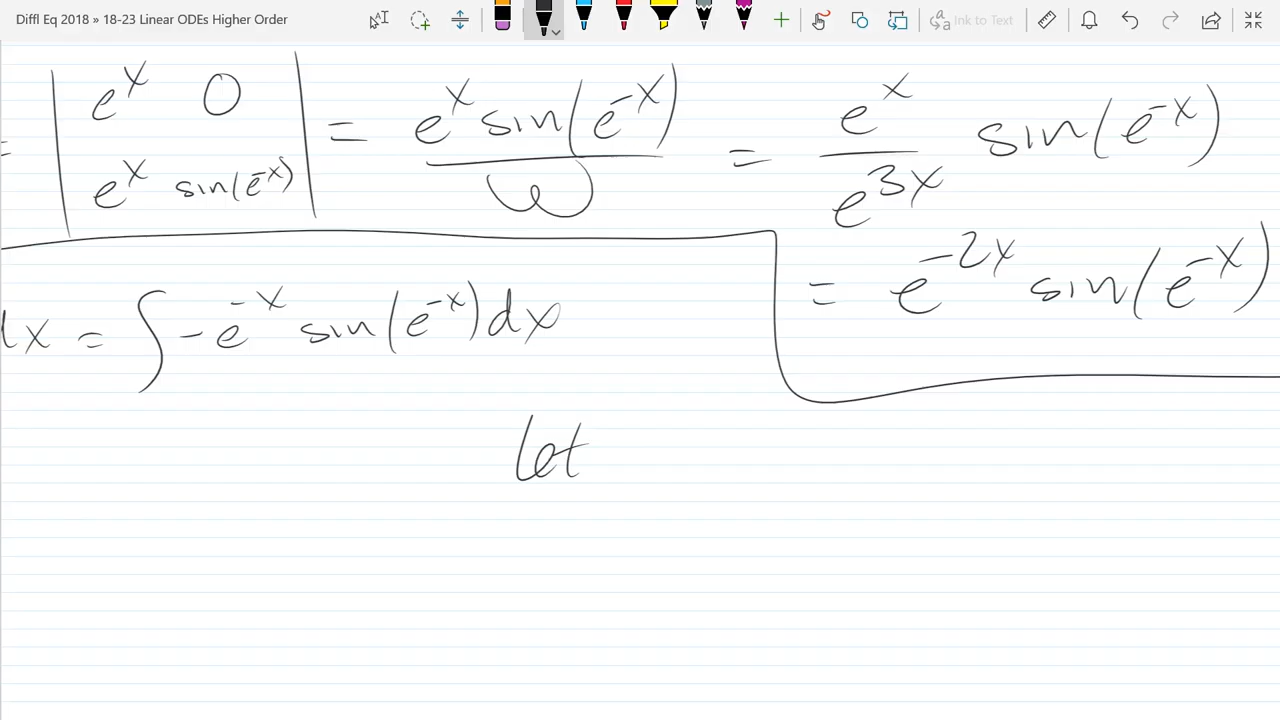 Diffl Eq 2018 » 18-23 Linear ODEs Higher Order
Ink to Text
= | e^x 0 | = e^x sin(e^-x) / W = e^x / e^3x sin(e^-x)
| e^x sin(e^-x) |
= e^-2x sin(e^-x)
dx = ∫ -e^-x sin(e^-x) dx
let